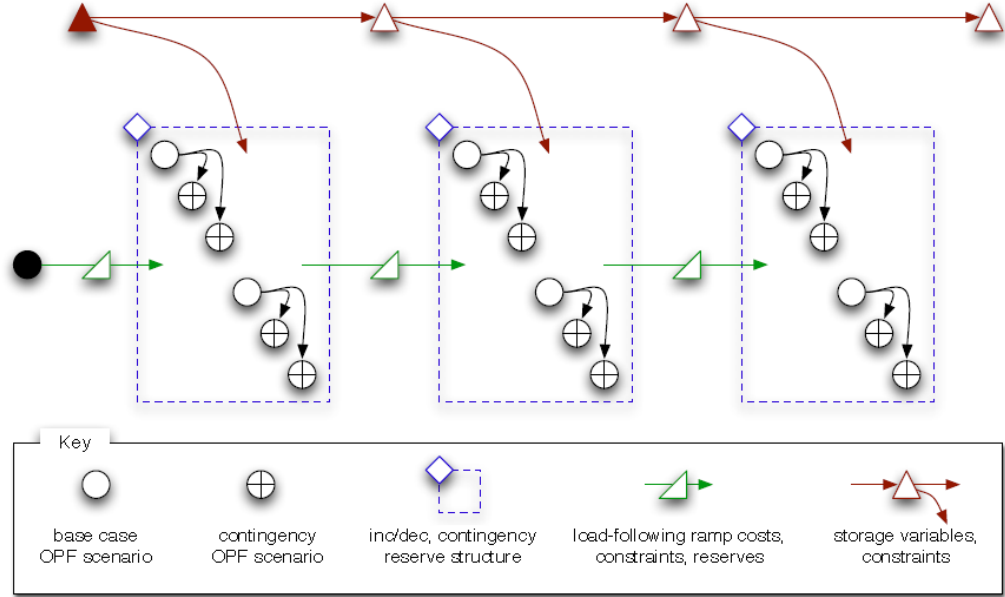 Key
base case
OPF scenario
contingency
OPF scenario
inc/dec, contingency
reserve structure
load-following ramp costs,
constraints, reserves
storage variables,
constraints